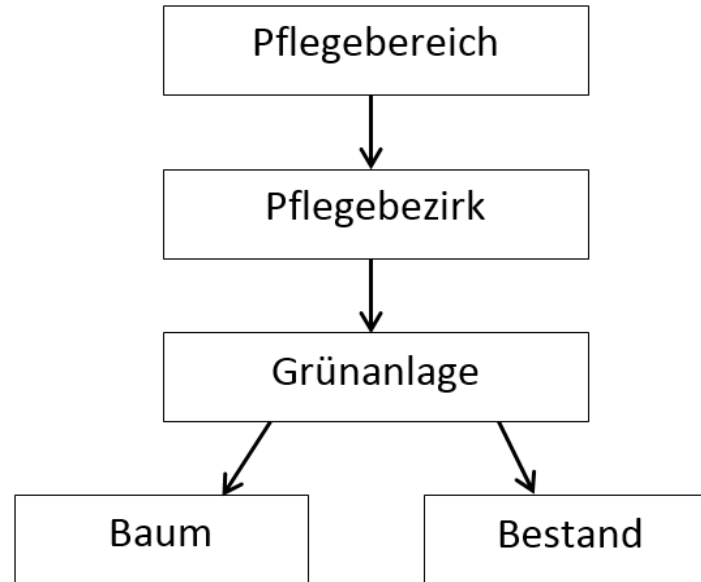 Pflegebereich
Pflegebezirk
Grünanlage
Baum
Bestand